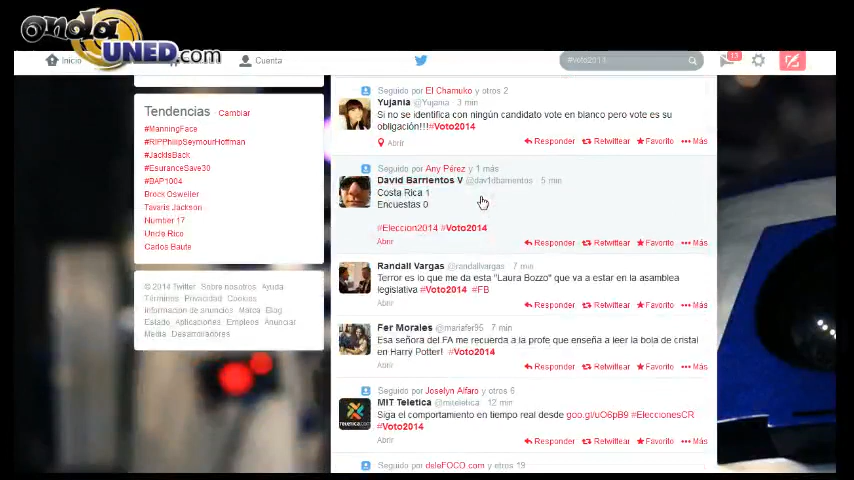 onda
UNED.com
Inicio
Cuenta
#voto2013
13
Tendencias Cambiar
#ManningFace
#RIPPhilipSeymourHoffman
#JackIsBack
#EsuranceSave30
#BAP1004
Brock Osweiler
Tavaris Jackson
Number 17
Undo Rico
Carlos Baute
© 2014 Twitter Sobre nosotros Ayuda
Términos Privacidad Cookies
Información de anuncios Marca Blog
Estado Aplicaciones Empleos Anunciar
Media Desarrolladores
Seguido por El Chamuko y otros 2
Yujania @Yujania · 3 min
Si no se identifica con ningún candidato vote en blanco pero vote es su
obligación!!!#Voto2014
Abrir
Responder Retwittear Favorito Más
Seguido por Any Pérez y 1 más
David Barrientos V @dav1dbarrientos · 5 min
Costa Rica 1
Encuestas 0
#Eleccion2014 #Voto2014
Abrir
Responder Retwittear Favorito Más
Randall Vargas @randallvargas · 7 min
Terror es lo que me da esta "Laura Bozzo" que va a estar en la asamblea
legislativa #Voto2014 #FB
Abrir
Responder Retwittear Favorito Más
Fer Morales @mariafer95 · 7 min
Esa señora del FA me recuerda a la profe que enseña a leer la bola de cristal
en Harry Potter! #Voto2014
Abrir
Responder Retwittear Favorito Más
Seguido por Joselyn Alfaro y otros 6
MIT Teletica @miteletica · 12 min
Siga el comportamiento en tiempo real desde goo.gl/uO6pB9 #EleccionesCR
#Voto2014
Abrir
Responder Retwittear Favorito Más
Seguido por deleFOCO.com y otros 19